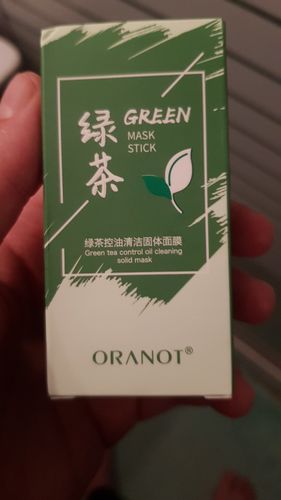 绿茶
GREEN
MASK
STICK
绿茶控油清洁固体面膜
Green tea control oil cleaning
solid mask
ORANOT®